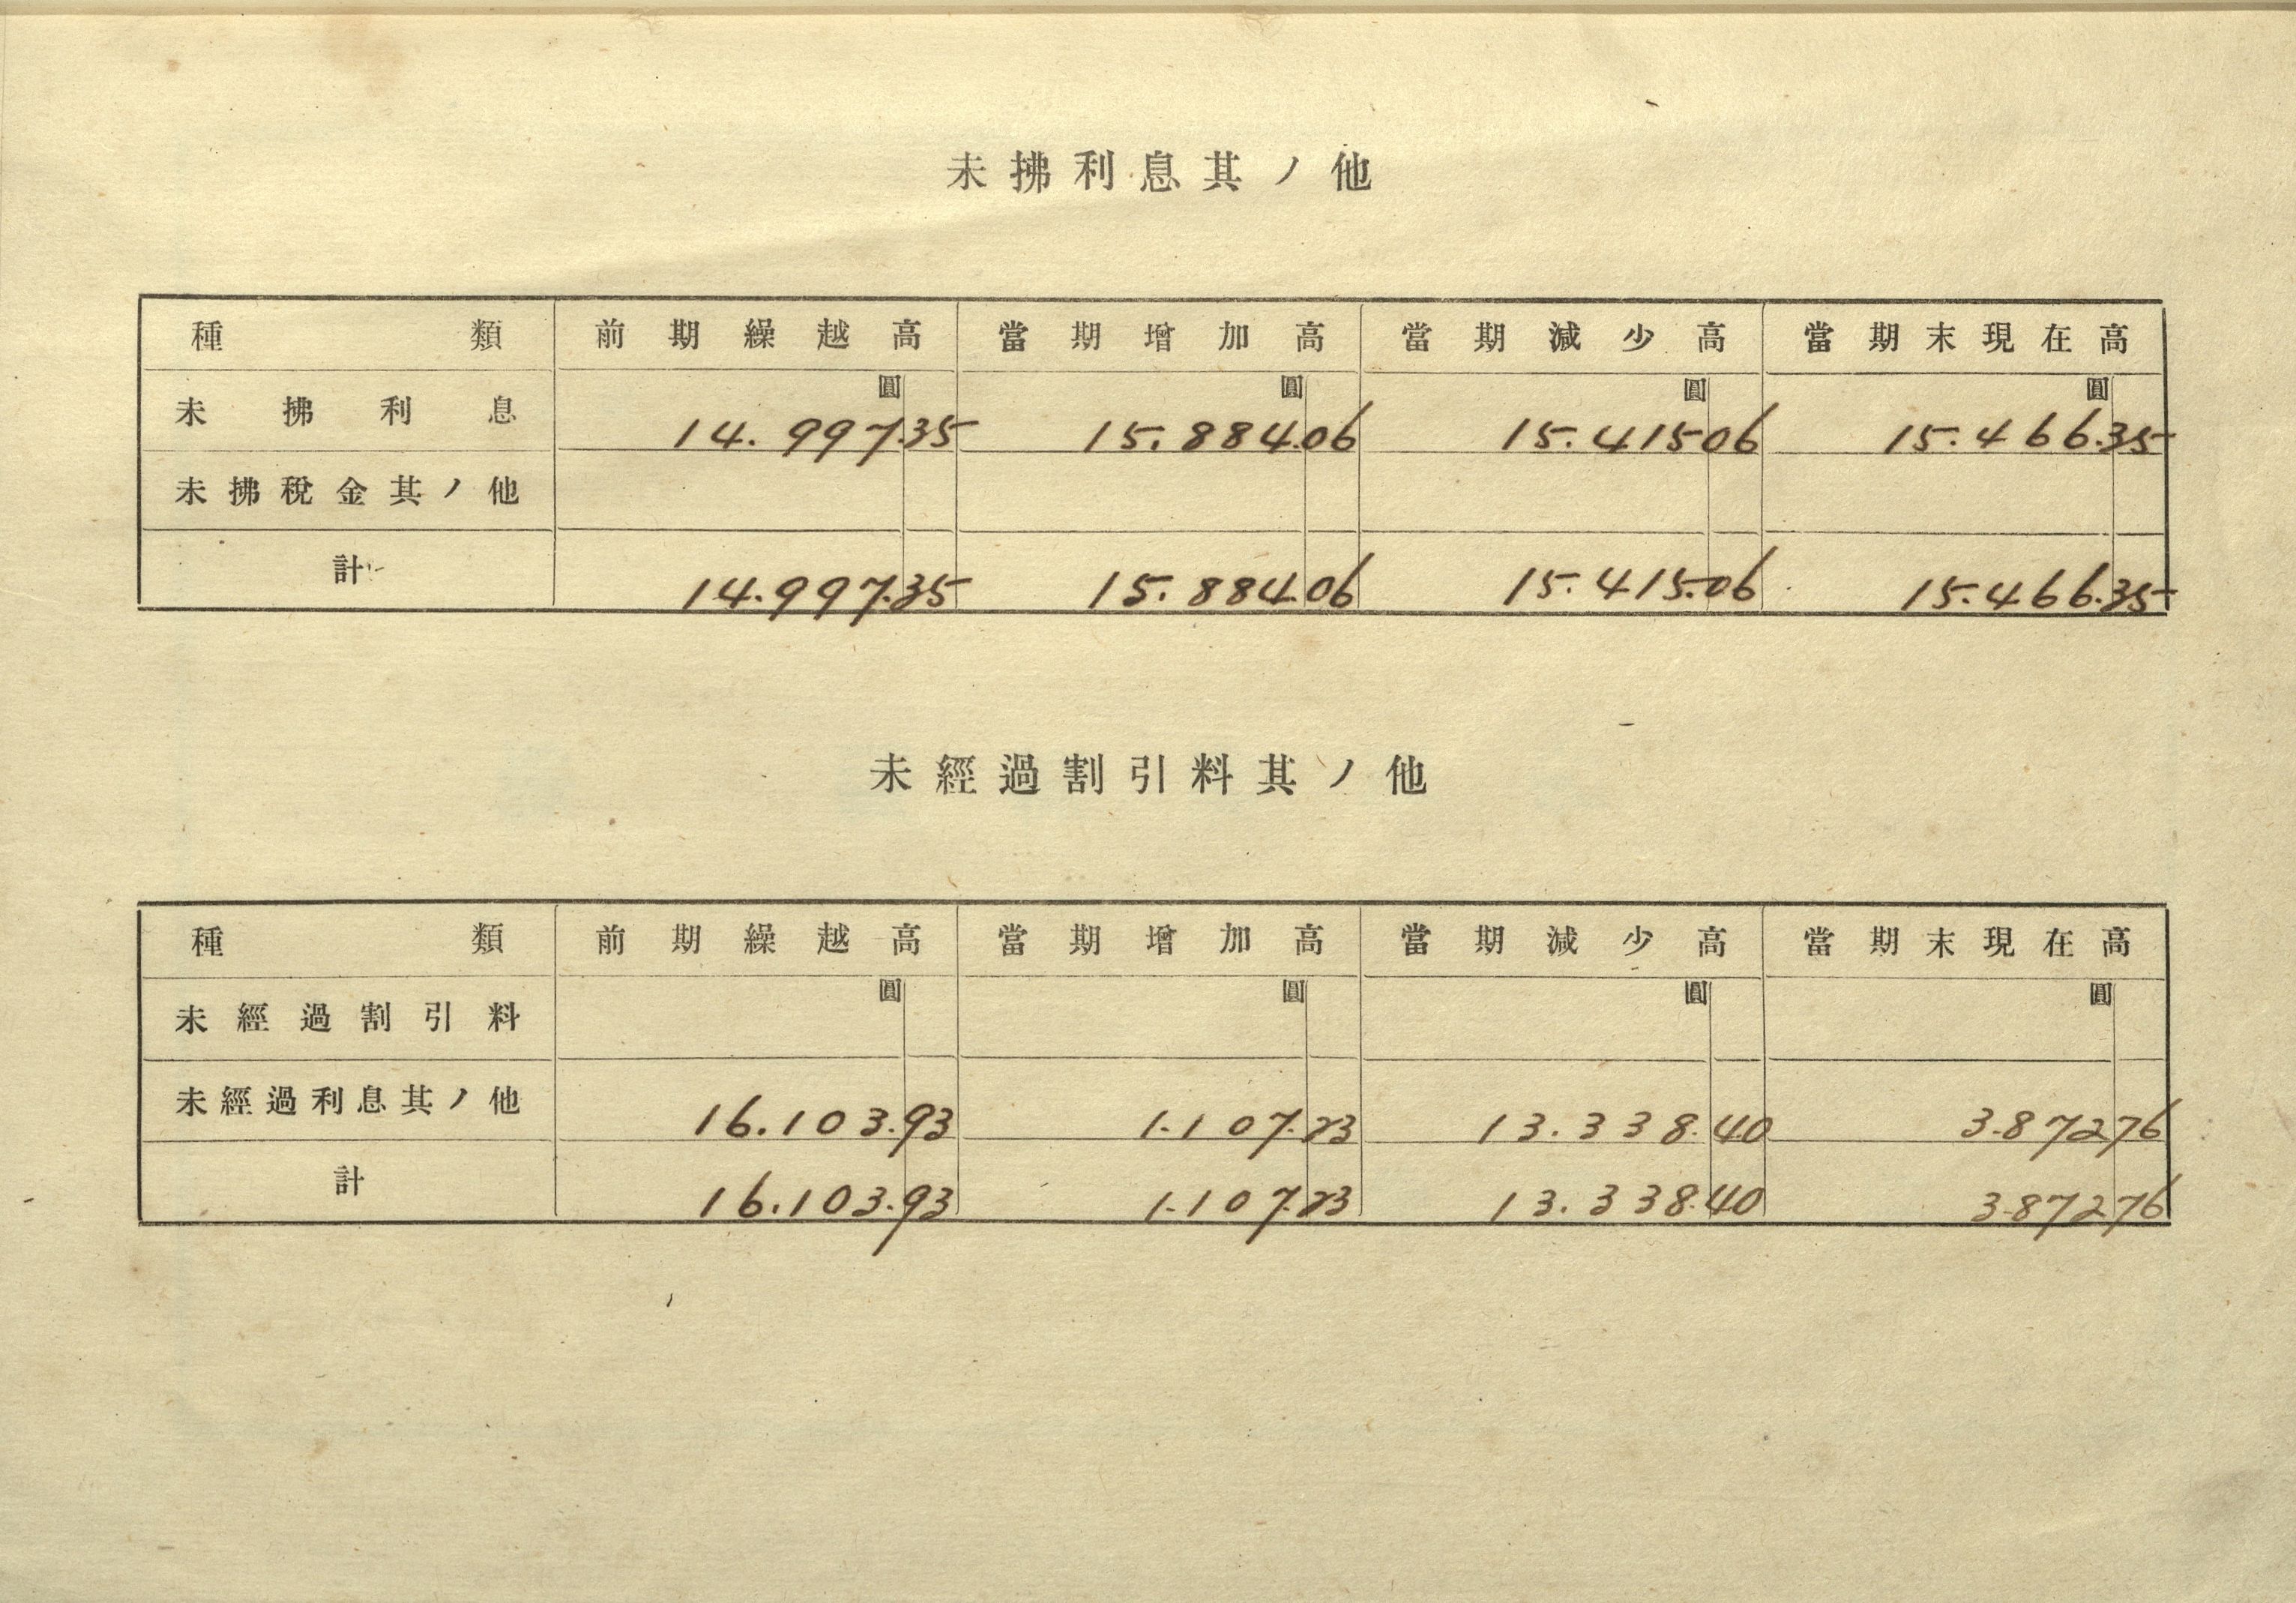 未拂利息其ノ他
種類 前期繰越高 當期增加高 當期減少高 當期末現在高
圓 圓 圓 圓
未拂利息 14.997.35 15.884.06 15.41506 15.466.35
未拂稅金其ノ他
計 14.997.35 15.884.06 15.415.06 15.466.35
未經過割引料其ノ他
種類 前期繰越高 當期增加高 當期減少高 當期末現在高
圓 圓 圓 圓
未經過割引料
未經過利息其ノ他 16.103.93 1.107.23 13.338.40 3.87276
計 16.103.93 1.107.23 13.338.40 3.87276